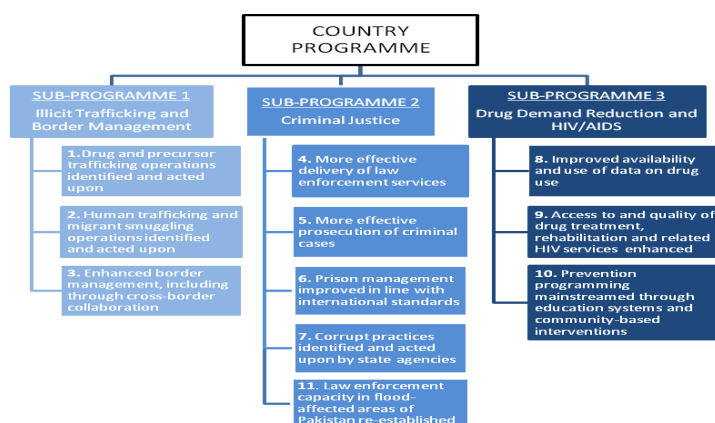 COUNTRY
PROGRAMME
SUB-PROGRAMME 1
Illicit Trafficking and
Border Management
1.Drug and precursor
trafficking operations
identified and acted
upon
2. Human trafficking and
migrant smuggling
operations identified
and acted upon
3. Enhanced border
management, including
through cross-border
collaboration
SUB-PROGRAMME 2
Criminal Justice
4. More effective
delivery of law
enforcement services
5. More effective
prosecution of criminal
cases
6. Prison management
improved in line with
international standards
7. Corrupt practices
identified and acted
upon by state agencies
11. Law enforcement
capacity in flood-
affected areas of
Pakistan re-established
SUB-PROGRAMME 3
Drug Demand Reduction and
HIV/AIDS
8. Improved availability
and use of data on drug
use
9. Access to and quality of
drug treatment,
rehabilitation and related
HIV services enhanced
10. Prevention
programming
mainstreamed through
education systems and
community-based
interventions